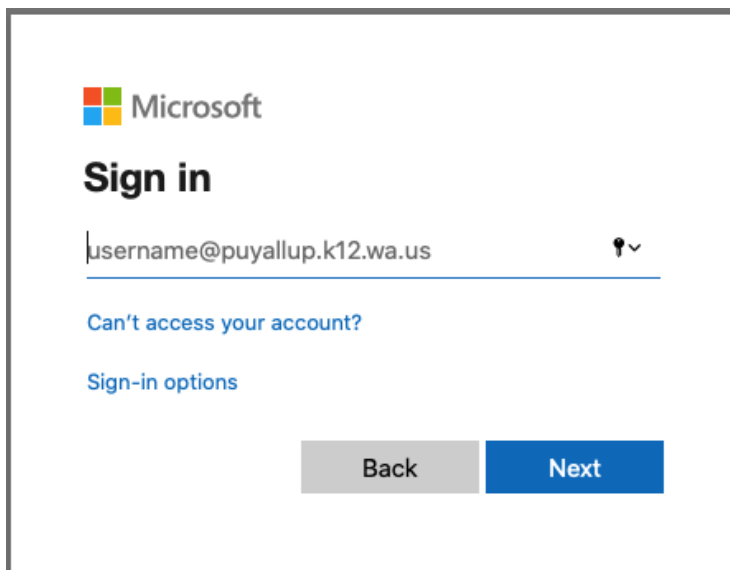 Microsoft
Sign in
username@puyallup.k12.wa.us
Can't access your account?
Sign-in options
Back Next